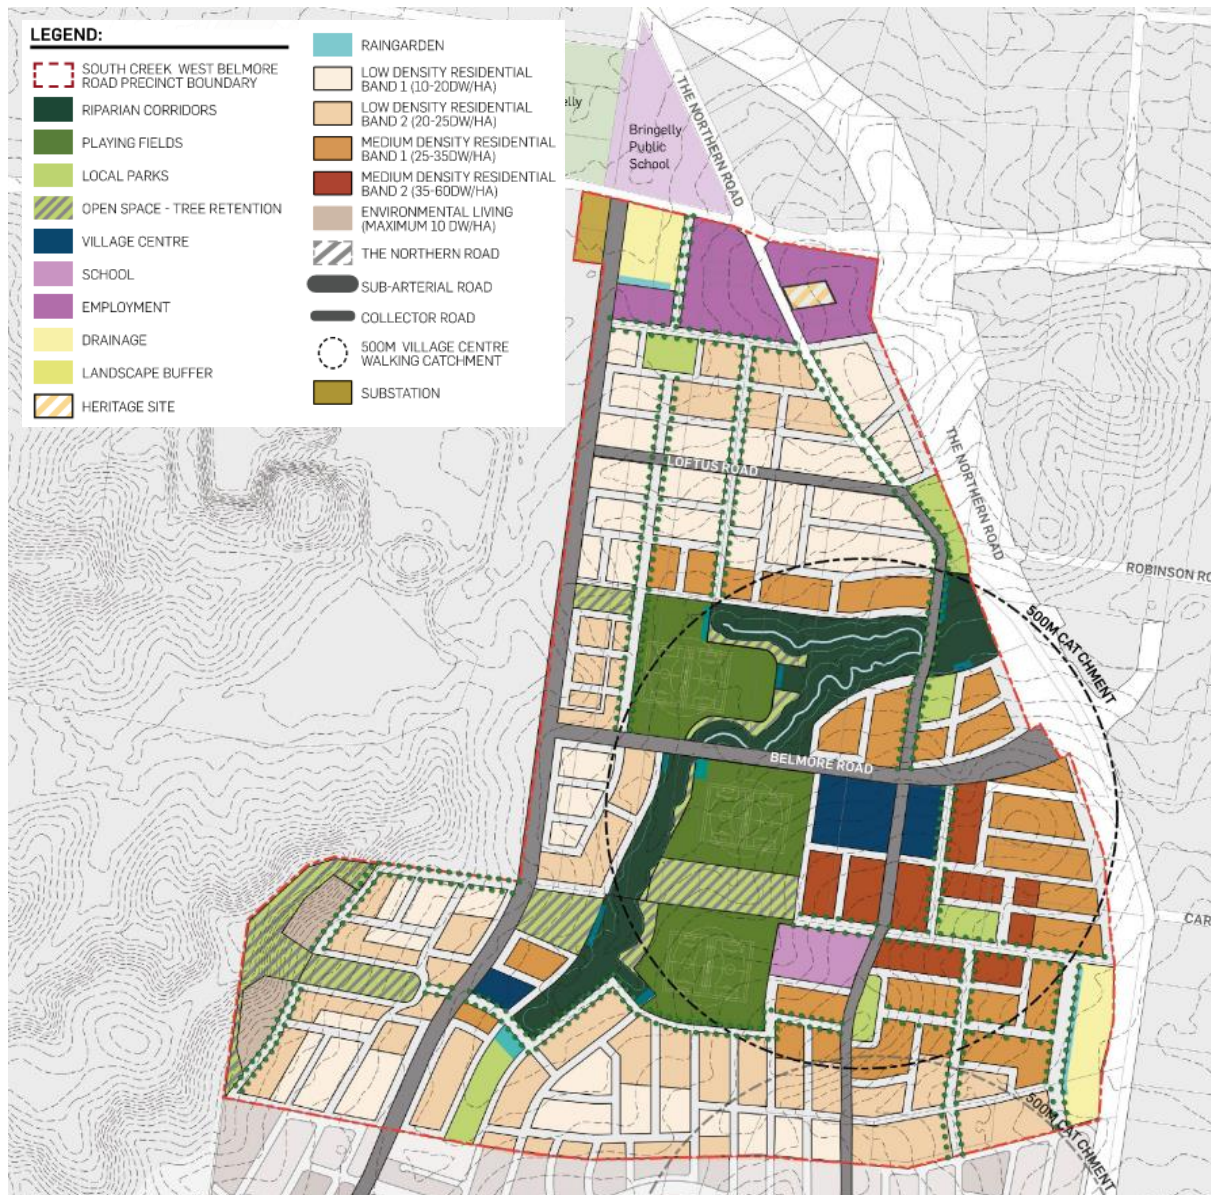 LEGEND:
SOUTH CREEK WEST BELMORE
ROAD PRECINCT BOUNDARY
RIPARIAN CORRIDORS
PLAYING FIELDS
LOCAL PARKS
OPEN SPACE - TREE RETENTION
VILLAGE CENTRE
SCHOOL
EMPLOYMENT
DRAINAGE
LANDSCAPE BUFFER
HERITAGE SITE
RAINGARDEN
LOW DENSITY RESIDENTIAL
BAND 1 (10-20DW/HA)
LOW DENSITY RESIDENTIAL
BAND 2 (20-25DW/HA)
MEDIUM DENSITY RESIDENTIAL
BAND 1 (25-35DW/HA)
MEDIUM DENSITY RESIDENTIAL
BAND 2 (35-60DW/HA)
ENVIRONMENTAL LIVING
(MAXIMUM 10 DW/HA)
THE NORTHERN ROAD
SUB-ARTERIAL ROAD
COLLECTOR ROAD
500M VILLAGE CENTRE
WALKING CATCHMENT
SUBSTATION
elly
Bringelly
Public
School
THE NORTHERN ROAD
LOFTUS ROAD
THE NORTHERN ROAD
ROBINSON RO
500M CATCHMENT
BELMORE ROAD
CAR
500M CATCHMENT